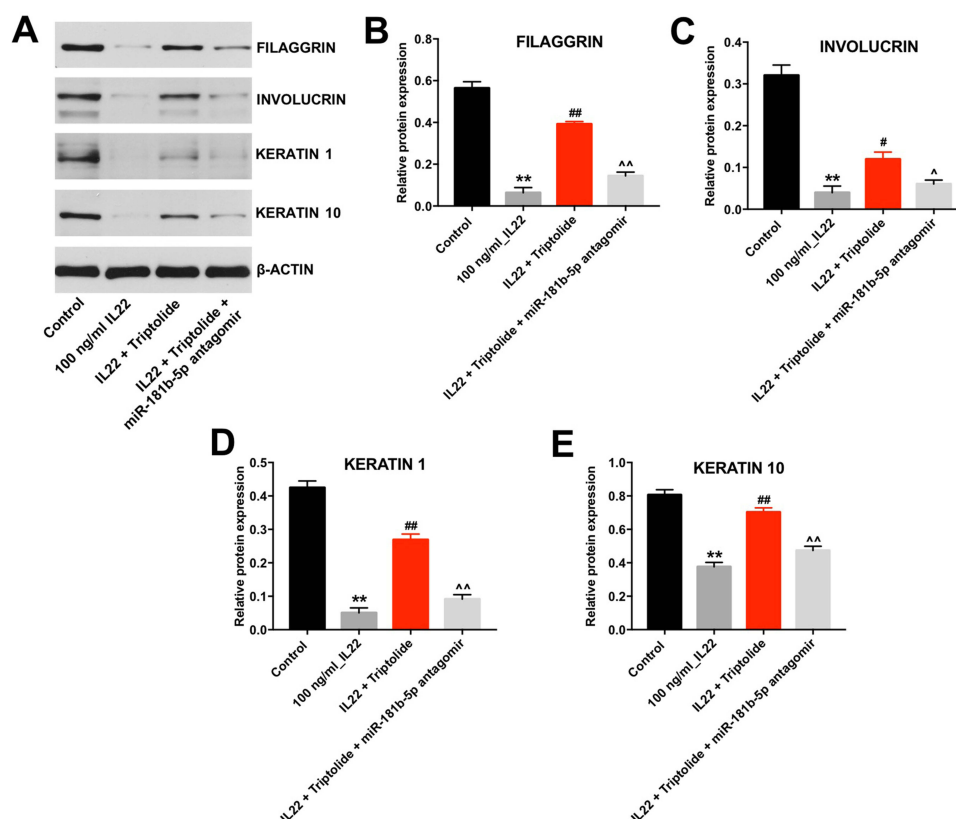 A
FILAGGRIN
INVOLUCRIN
KERATIN 1
KERATIN 10
β-ACTIN
Control
100 ng/ml IL22
IL22 + Triptolide
IL22 + Triptolide +
miR-181b-5p antagomir
B
FILAGGRIN
Relative protein expression
0.6
0.4
0.2
0.0
**
##
^^
Control
100 ng/ml_IL22
IL22 + Triptolide
IL22 + Triptolide + miR-181b-5p antagomir
C
INVOLUCRIN
Relative protein expression
0.3
0.2
0.1
0.0
**
#
^
Control
100 ng/ml_IL22
IL22 + Triptolide
IL22 + Triptolide + miR-181b-5p antagomir
D
KERATIN 1
Relative protein expression
0.5
0.4
0.3
0.2
0.1
0.0
**
##
^^
Control
100 ng/ml_IL22
IL22 + Triptolide
IL22 + Triptolide + miR-181b-5p antagomir
E
KERATIN 10
Relative protein expression
1.0
0.8
0.6
0.4
0.2
0.0
**
##
^^
Control
100 ng/ml_IL22
IL22 + Triptolide
IL22 + Triptolide + miR-181b-5p antagomir